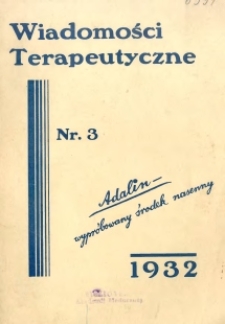 Wiadomości
Terapeutyczne
Nr. 3
Adalin—
wypróbowany środek nasenny
1932